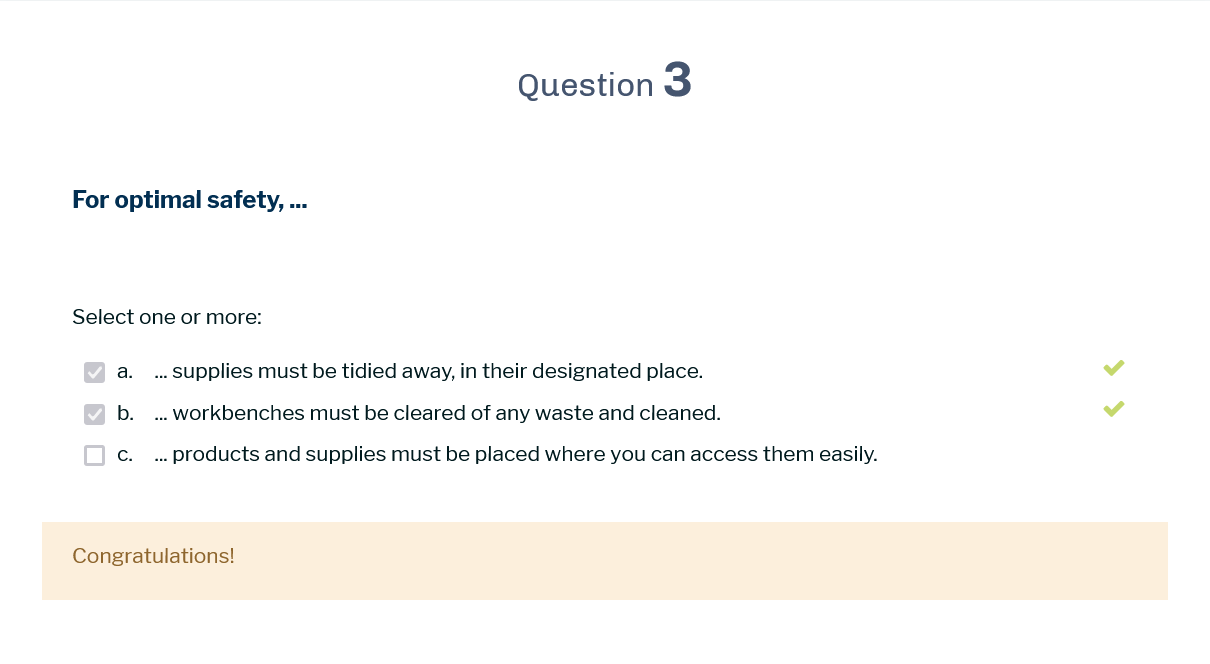 Question 3
For optimal safety, ...
Select one or more:
a. ... supplies must be tidied away, in their designated place.
b. ... workbenches must be cleared of any waste and cleaned.
c. ... products and supplies must be placed where you can access them easily.
Congratulations!